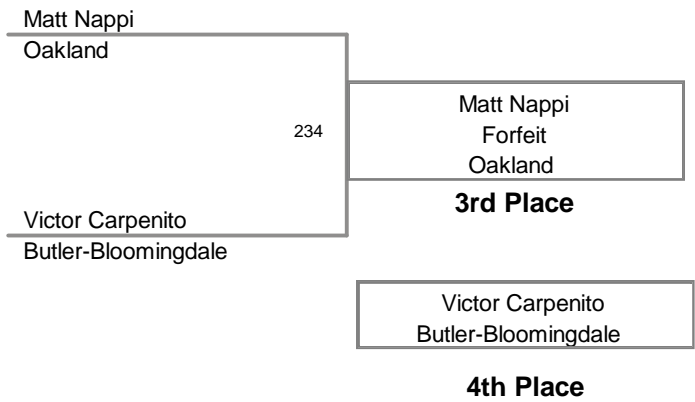 Matt Nappi
Oakland
234
Matt Nappi
Forfeit
Oakland
3rd Place
Victor Carpenito
Butler-Bloomingdale
Victor Carpenito
Butler-Bloomingdale
4th Place